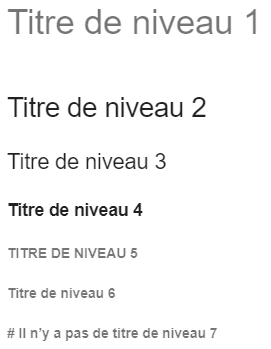 Titre de niveau 1
Titre de niveau 2
Titre de niveau 3
Titre de niveau 4
TITRE DE NIVEAU 5
Titre de niveau 6
# Il n’y a pas de titre de niveau 7